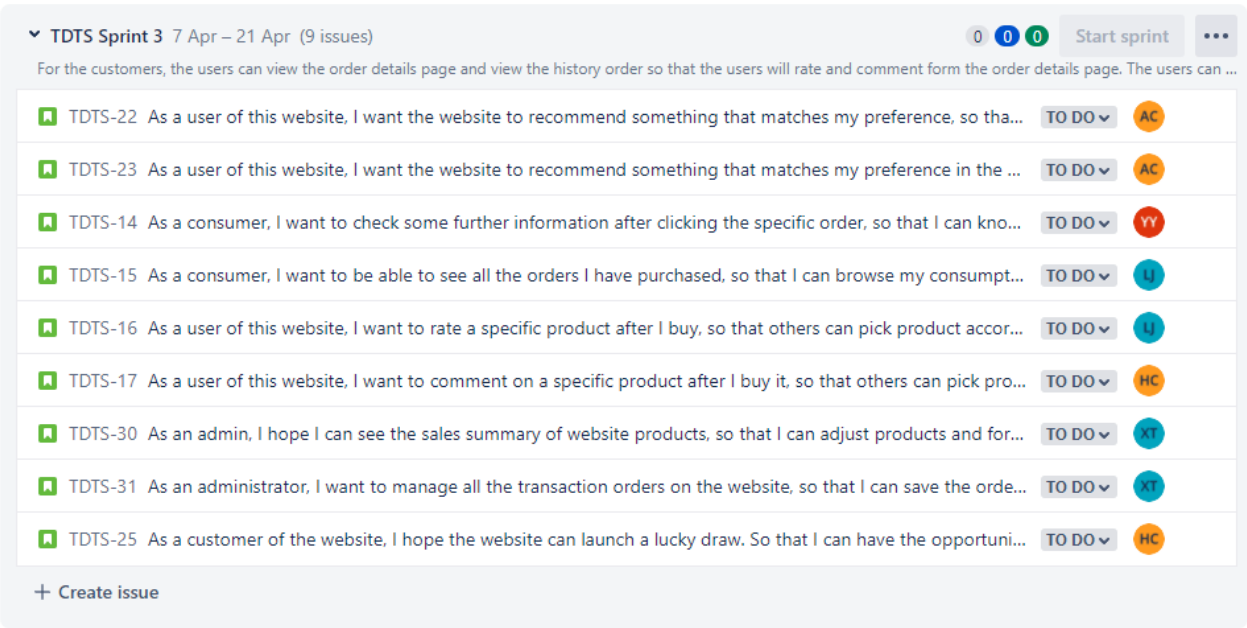 TDTS Sprint 3 7 Apr – 21 Apr (9 issues) 0 0 0 Start sprint •••
For the customers, the users can view the order details page and view the history order so that the users will rate and comment form the order details page. The users can ...
TDTS-22 As a user of this website, I want the website to recommend something that matches my preference, so tha... TO DO AC
TDTS-23 As a user of this website, I want the website to recommend something that matches my preference in the ... TO DO AC
TDTS-14 As a consumer, I want to check some further information after clicking the specific order, so that I can kno... TO DO YY
TDTS-15 As a consumer, I want to be able to see all the orders I have purchased, so that I can browse my consumpt... TO DO LJ
TDTS-16 As a user of this website, I want to rate a specific product after I buy, so that others can pick product accor... TO DO LJ
TDTS-17 As a user of this website, I want to comment on a specific product after I buy it, so that others can pick pro... TO DO HC
TDTS-30 As an admin, I hope I can see the sales summary of website products, so that I can adjust products and for... TO DO XT
TDTS-31 As an administrator, I want to manage all the transaction orders on the website, so that I can save the orde... TO DO XT
TDTS-25 As a customer of the website, I hope the website can launch a lucky draw. So that I can have the opportuni... TO DO HC
+ Create issue